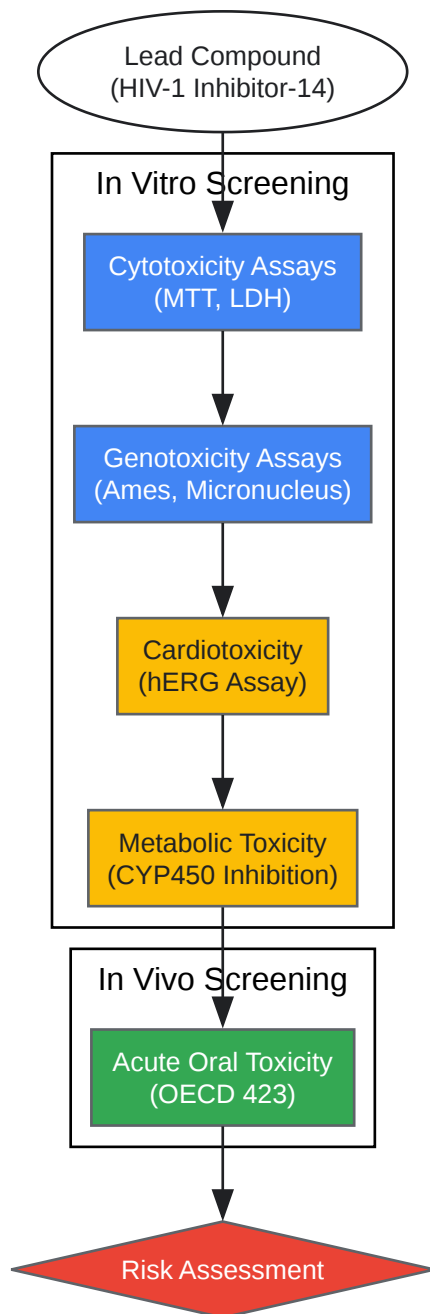 Lead Compound
(HIV-1 Inhibitor-14)
In Vitro Screening
Cytotoxicity Assays
(MTT, LDH)
Genotoxicity Assays
(Ames, Micronucleus)
Cardiotoxicity
(hERG Assay)
Metabolic Toxicity
(CYP450 Inhibition)
In Vivo Screening
Acute Oral Toxicity
(OECD 423)
Risk Assessment